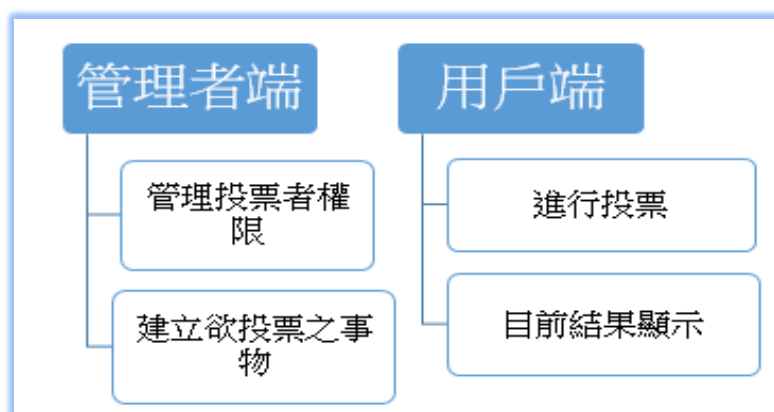 管理者端
管理投票者權
限
建立欲投票之事
物
用戶端
進行投票
目前結果顯示